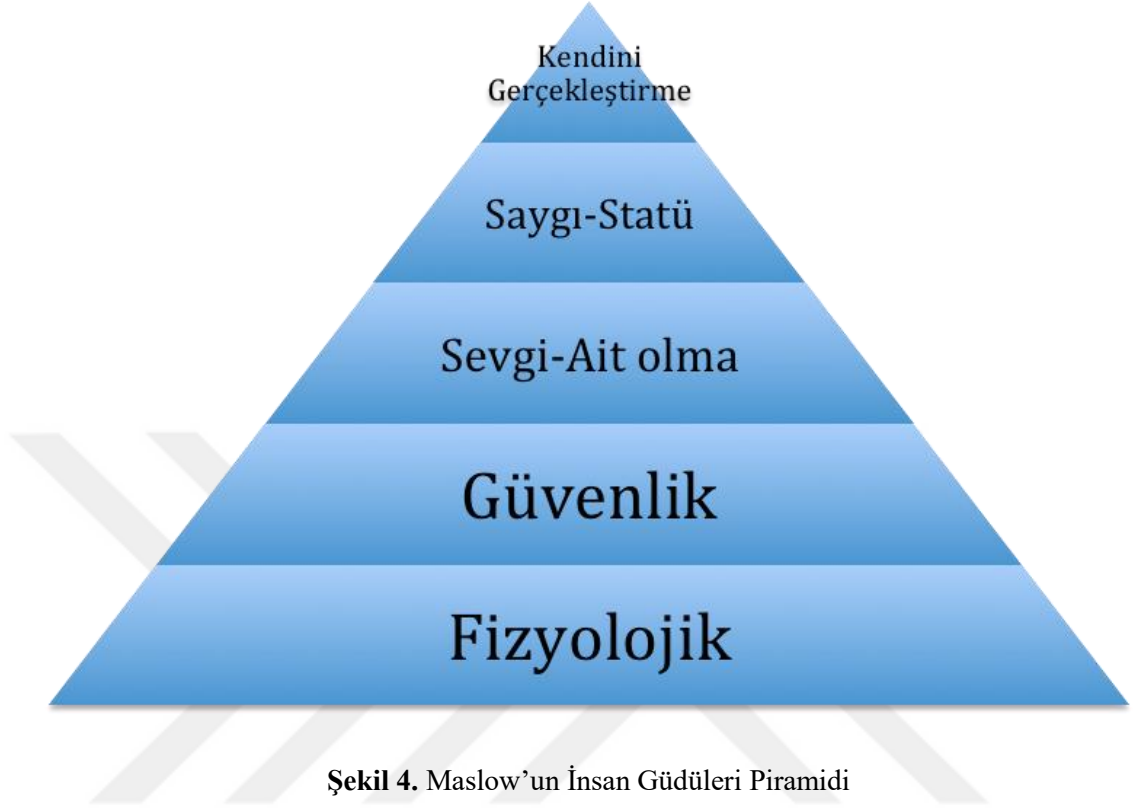 Kendini
Gerçekleştirme
Saygı-Statü
Sevgi-Ait olma
Güvenlik
Fizyolojik
Şekil 4. Maslow’un İnsan Güdüleri Piramidi